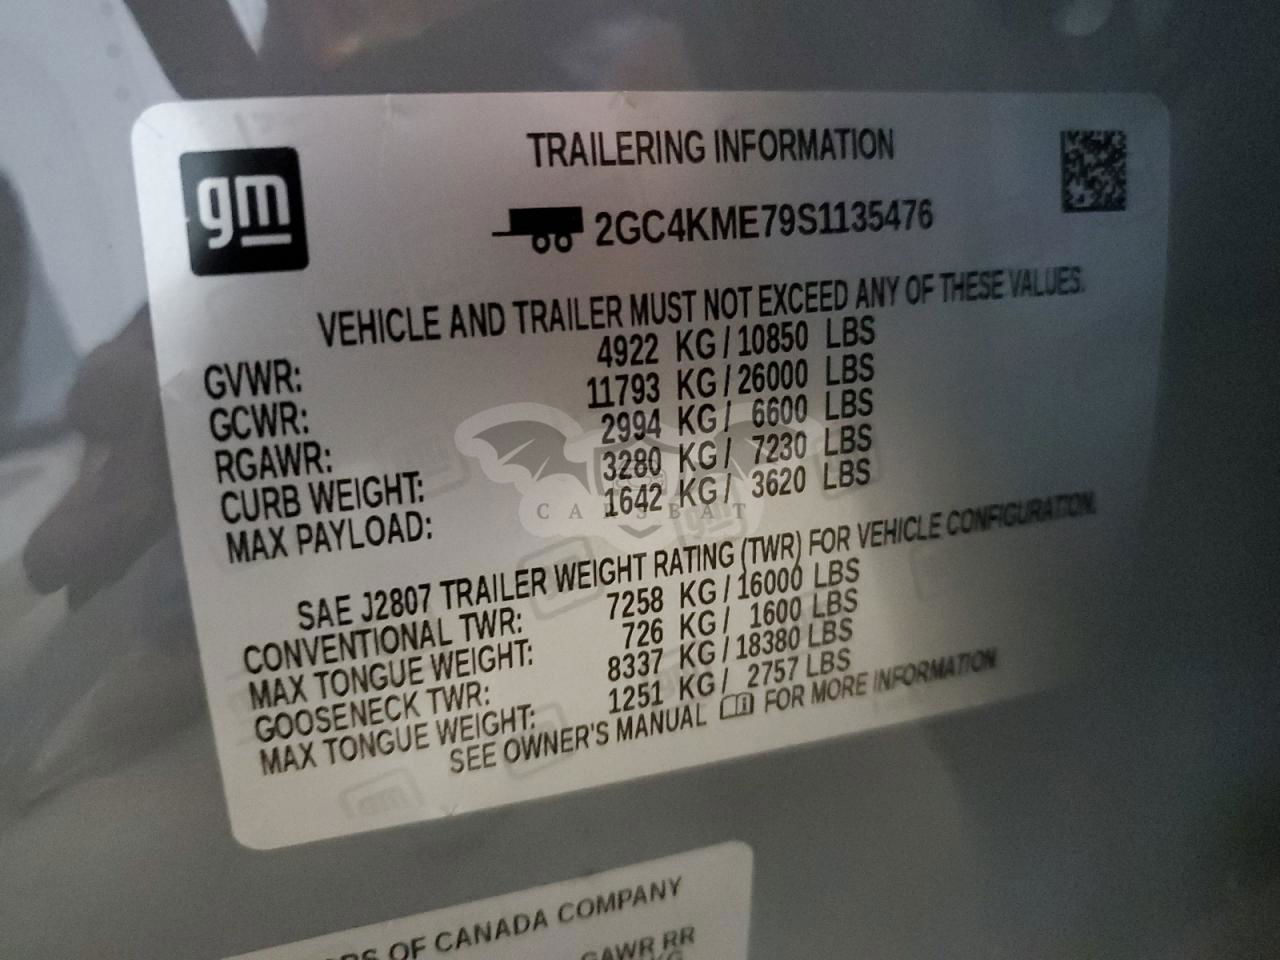 gm
TRAILERING INFORMATION
2GC4KME79S1135476
VEHICLE AND TRAILER MUST NOT EXCEED ANY OF THESE VALUES.
GVWR: 4922 KG / 10850 LBS
GCWR: 11793 KG / 26000 LBS
RGAWR: 2994 KG / 6600 LBS
CURB WEIGHT: 3280 KG / 7230 LBS
MAX PAYLOAD: 1642 KG / 3620 LBS
CARSBAT
SAE J2807 TRAILER WEIGHT RATING (TWR) FOR VEHICLE CONFIGURATION.
CONVENTIONAL TWR: 7258 KG / 16000 LBS
MAX TONGUE WEIGHT: 726 KG / 1600 LBS
GOOSENECK TWR: 8337 KG / 18380 LBS
MAX TONGUE WEIGHT: 1251 KG / 2757 LBS
SEE OWNER'S MANUAL FOR MORE INFORMATION
OF CANADA COMPANY
GAWR RR